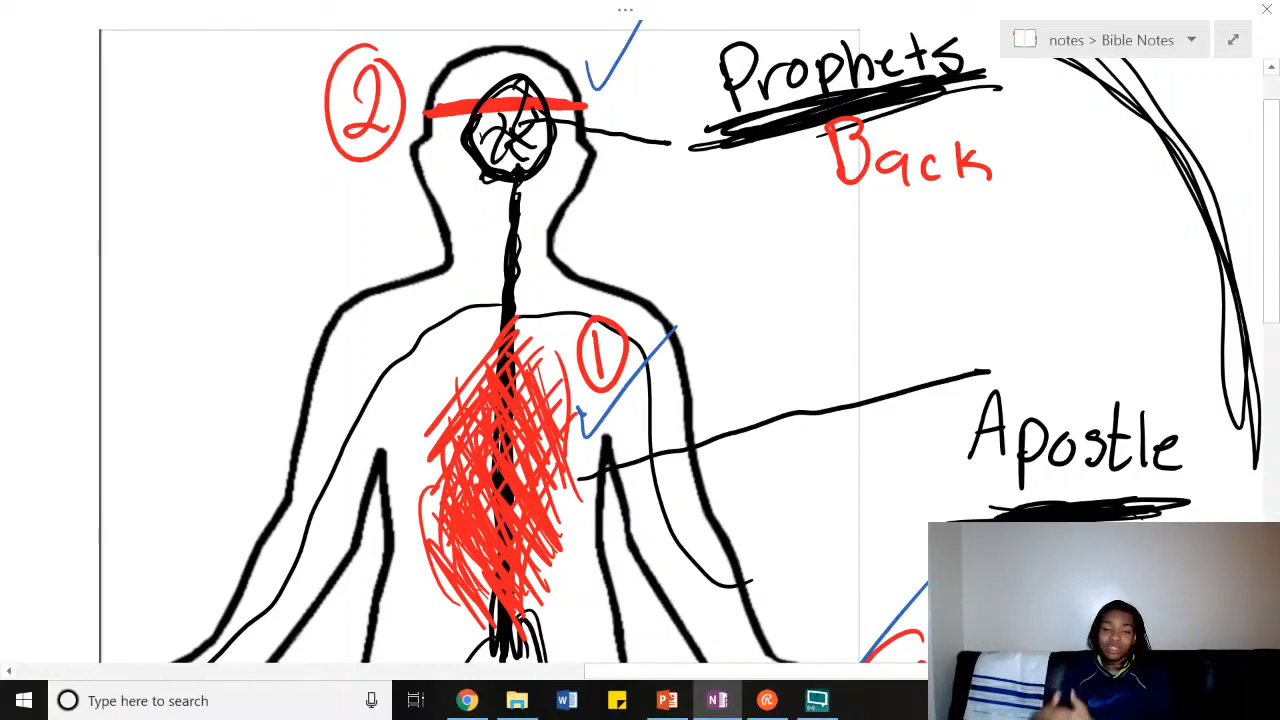 notes > Bible Notes
Prophets
2
Back
1
Apostle
Type here to search